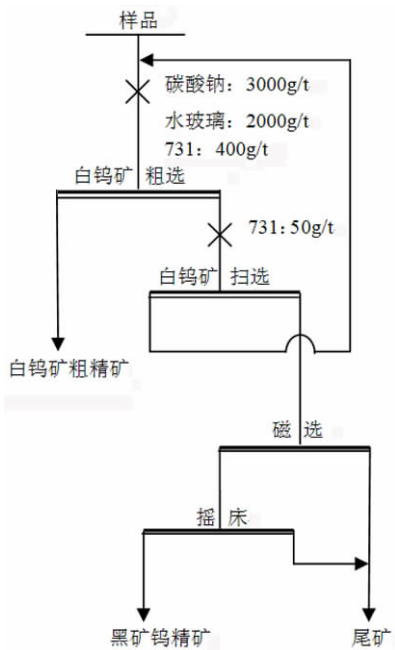 样品
碳酸钠：3000g/t
水玻璃：2000g/t
731：400g/t
白钨矿 粗选
731：50g/t
白钨矿 扫选
白钨矿粗精矿
磁 选
摇 床
黑矿钨精矿 尾矿